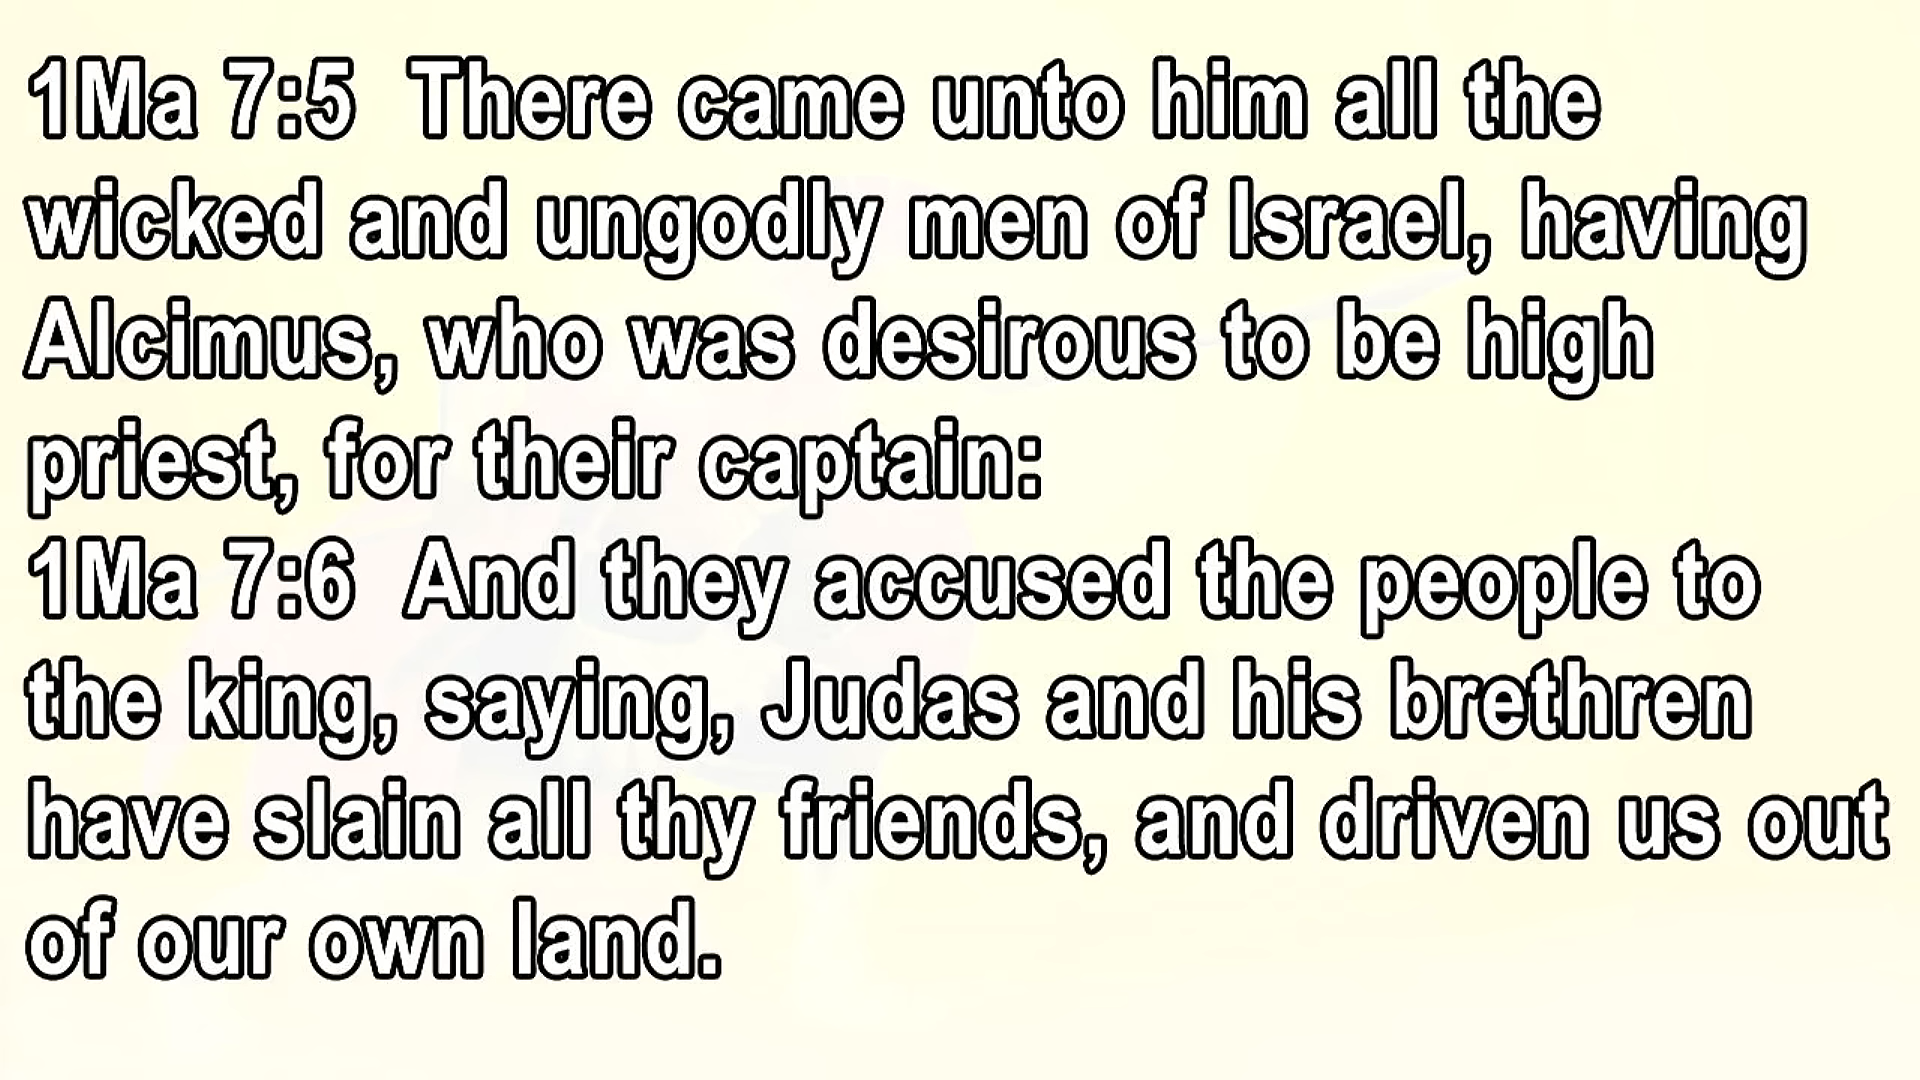 1Ma 7:5  There came unto him all the
wicked and ungodly men of Israel, having
Alcimus, who was desirous to be high
priest, for their captain:
1Ma 7:6  And they accused the people to
the king, saying, Judas and his brethren
have slain all thy friends, and driven us out
of our own land.